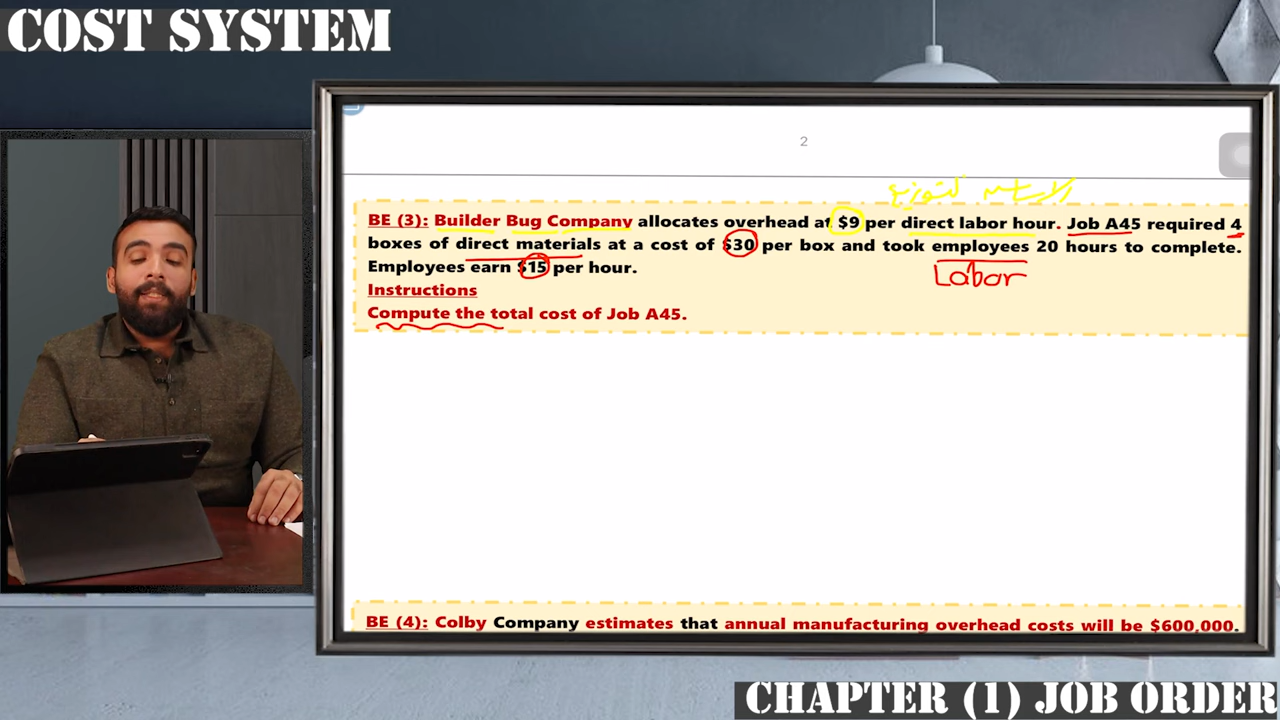 COST SYSTEM
2
BE (3): Builder Bug Company allocates overhead at $9 per direct labor hour. Job A45 required 4
boxes of direct materials at a cost of $30 per box and took employees 20 hours to complete.
Employees earn $15 per hour.
Labor
Instructions
Compute the total cost of Job A45.
BE (4): Colby Company estimates that annual manufacturing overhead costs will be $600,000.
CHAPTER (1) JOB ORDER